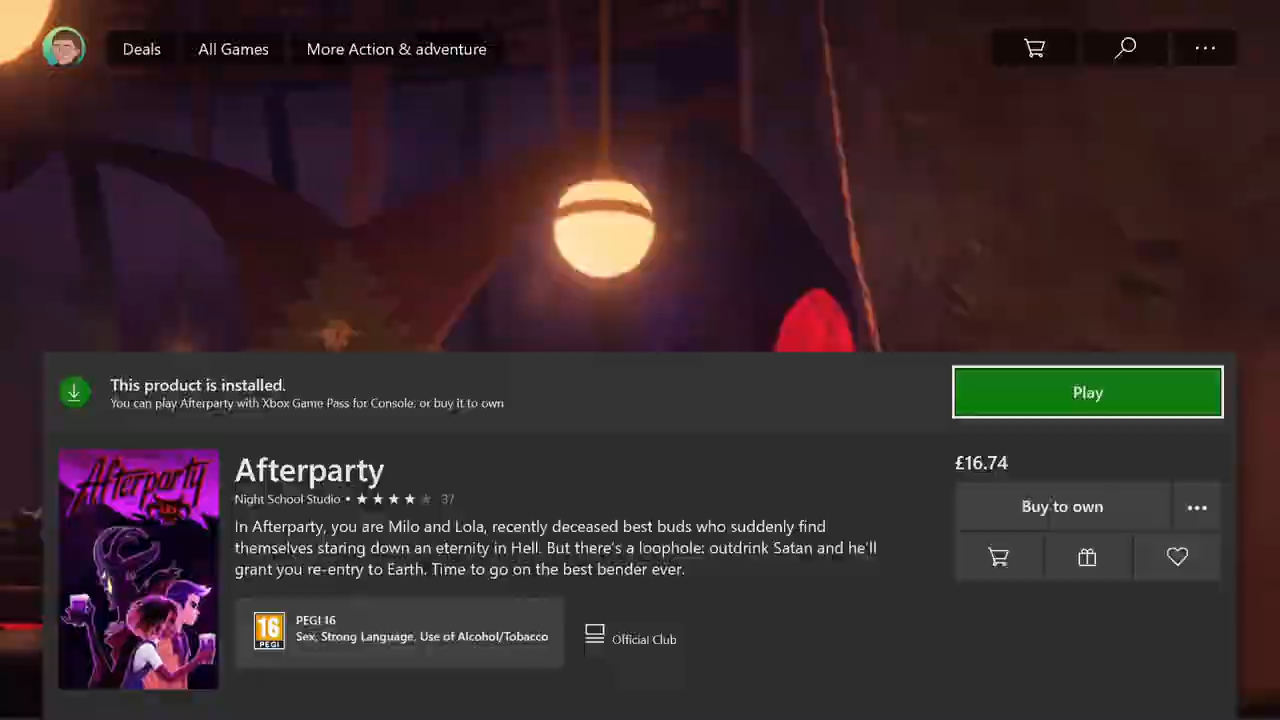 Deals
All Games
More Action & adventure
This product is installed.
You can play Afterparty with Xbox Game Pass for Console, or buy it to own
Play
Afterparty
Afterparty
Night School Studio • ★ ★ ★ ★ ★ 37
In Afterparty, you are Milo and Lola, recently deceased best buds who suddenly find
themselves staring down an eternity in Hell. But there's a loophole: outdrink Satan and he'll
grant you re-entry to Earth. Time to go on the best bender ever.
£16.74
Buy to own
16
PEGI
PEGI 16
Sex, Strong Language, Use of Alcohol/Tobacco
Official Club